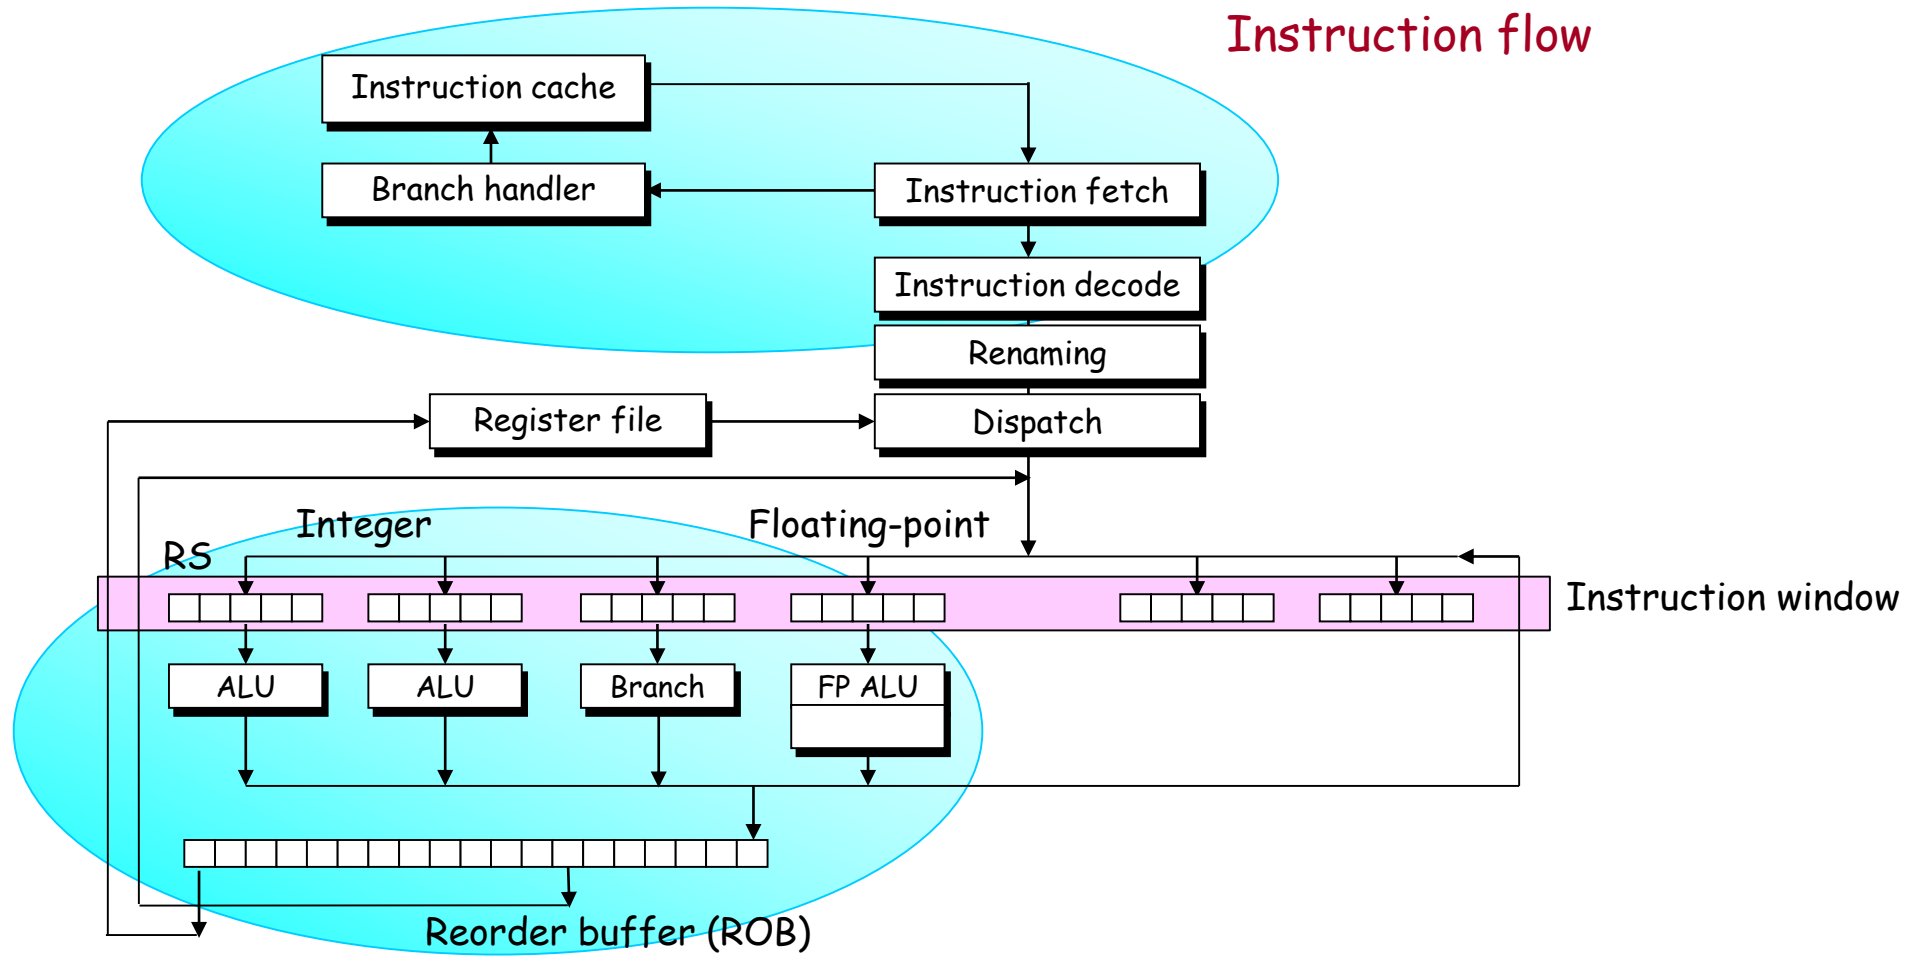 Instruction flow
Instruction cache
Branch handler
Instruction fetch
Instruction decode
Renaming
Register file
Dispatch
Integer
Floating-point
RS
Instruction window
ALU
ALU
Branch
FP ALU
Reorder buffer (ROB)